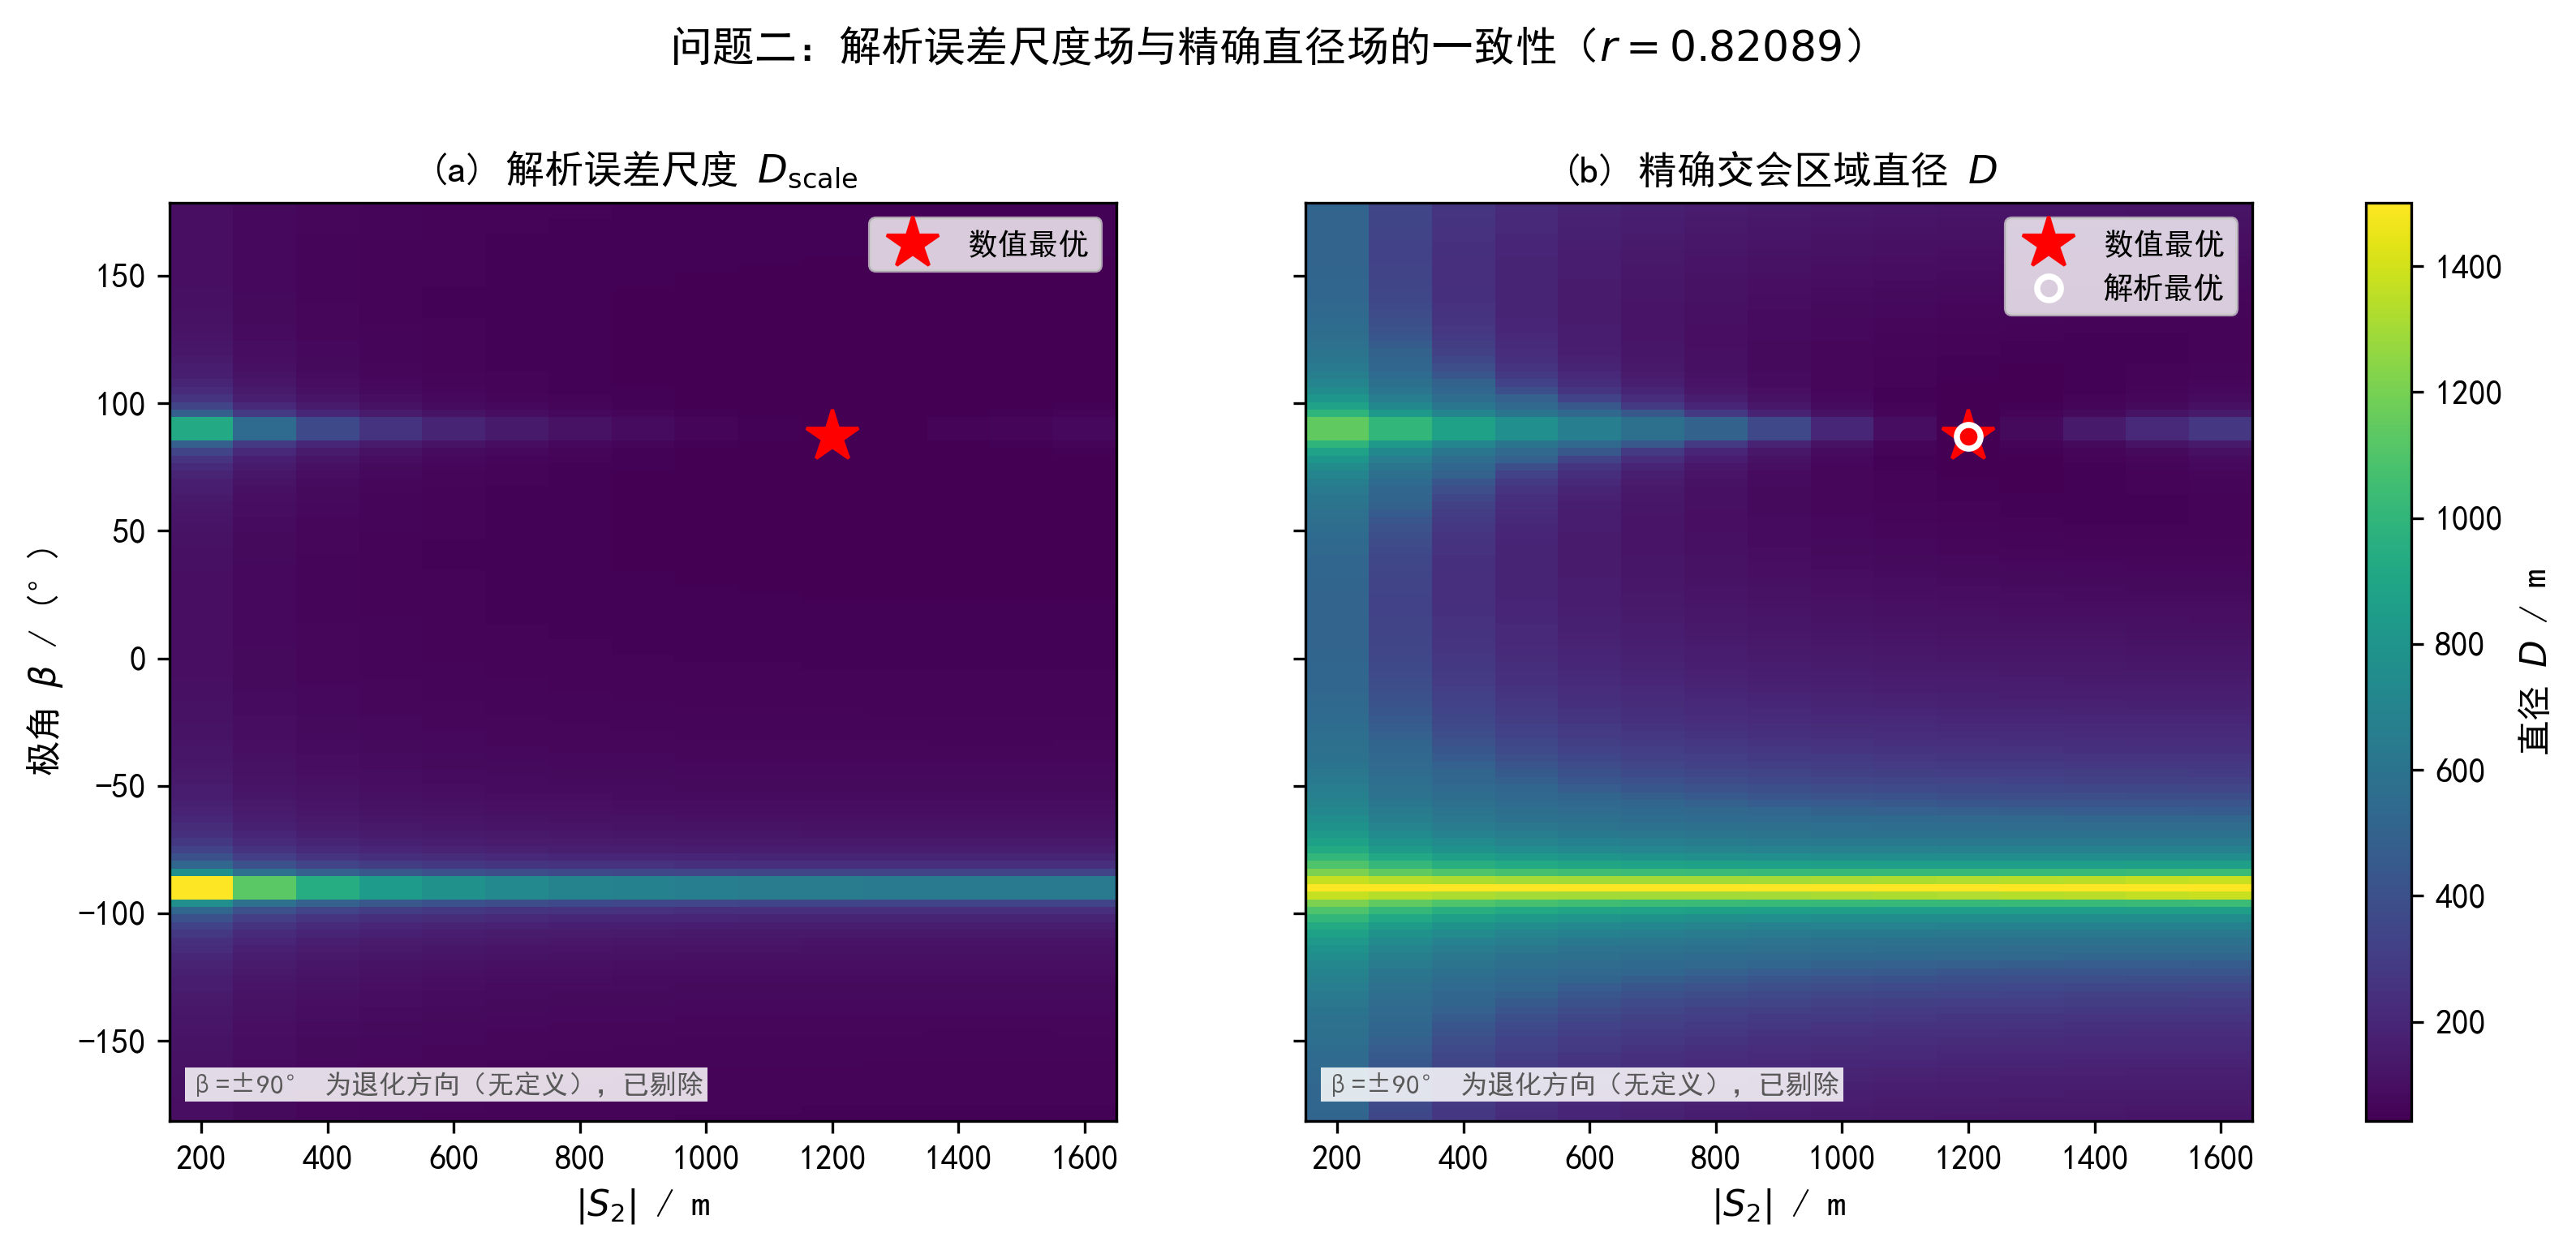 问题二：解析误差尺度场与精确直径场的一致性（r = 0.82089）
(a) 解析误差尺度 D_scale
数值最优
150
100
50
0
−50
−100
−150
极角 β / (°)
β=±90° 为退化方向（无定义），已剔除
200 400 600 800 1000 1200 1400 1600
|S₂| / m
(b) 精确交会区域直径 D
数值最优
解析最优
β=±90° 为退化方向（无定义），已剔除
200 400 600 800 1000 1200 1400 1600
|S₂| / m
1400
1200
1000
800
600
400
200
直径 D / m